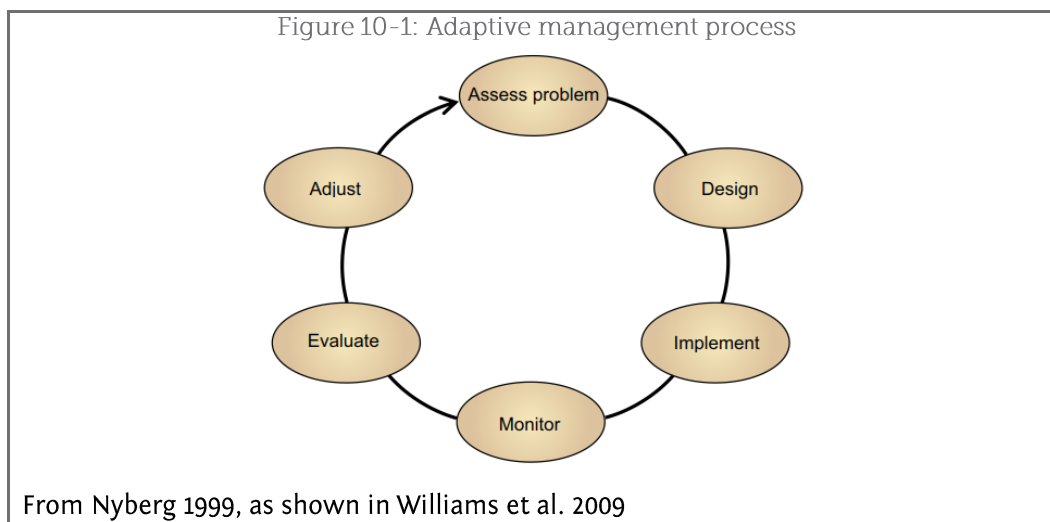 Figure 10-1: Adaptive management process
Assess problem
Design
Implement
Monitor
Evaluate
Adjust
From Nyberg 1999, as shown in Williams et al. 2009